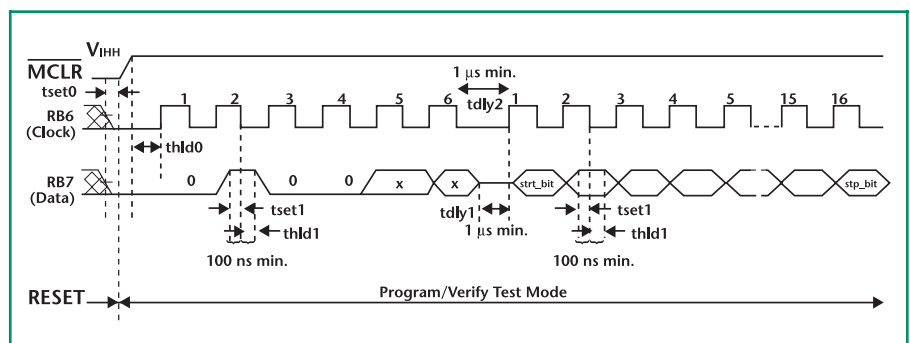 VIHH
MCLR
tset0
1 μs min.
tdly2
1 2 3 4 5 6 1 2 3 4 5 15 16
RB6
(Clock)
thld0
RB7
(Data)
0 0 0 x x strt_bit stp_bit
tset1 tdly1 tset1
thld1 1 μs min. thld1
100 ns min. 100 ns min.
RESET Program/Verify Test Mode